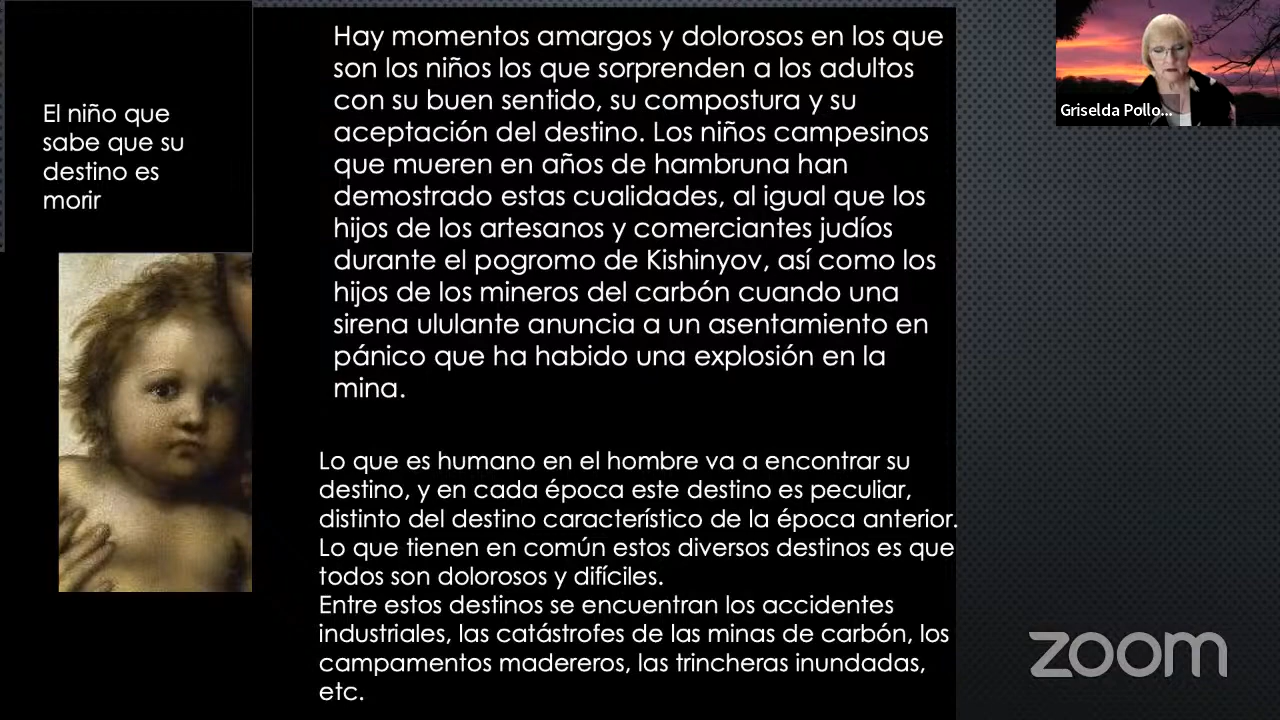 El niño que
sabe que su
destino es
morir
Hay momentos amargos y dolorosos en los que
son los niños los que sorprenden a los adultos
con su buen sentido, su compostura y su
aceptación del destino. Los niños campesinos
que mueren en años de hambruna han
demostrado estas cualidades, al igual que los
hijos de los artesanos y comerciantes judíos
durante el pogromo de Kishinyov, así como los
hijos de los mineros del carbón cuando una
sirena ululante anuncia a un asentamiento en
pánico que ha habido una explosión en la
mina.
Lo que es humano en el hombre va a encontrar su
destino, y en cada época este destino es peculiar,
distinto del destino característico de la época anterior.
Lo que tienen en común estos diversos destinos es que
todos son dolorosos y difíciles.
Entre estos destinos se encuentran los accidentes
industriales, las catástrofes de las minas de carbón, los
campamentos madereros, las trincheras inundadas,
etc.
Griselda Pollo...
zoom